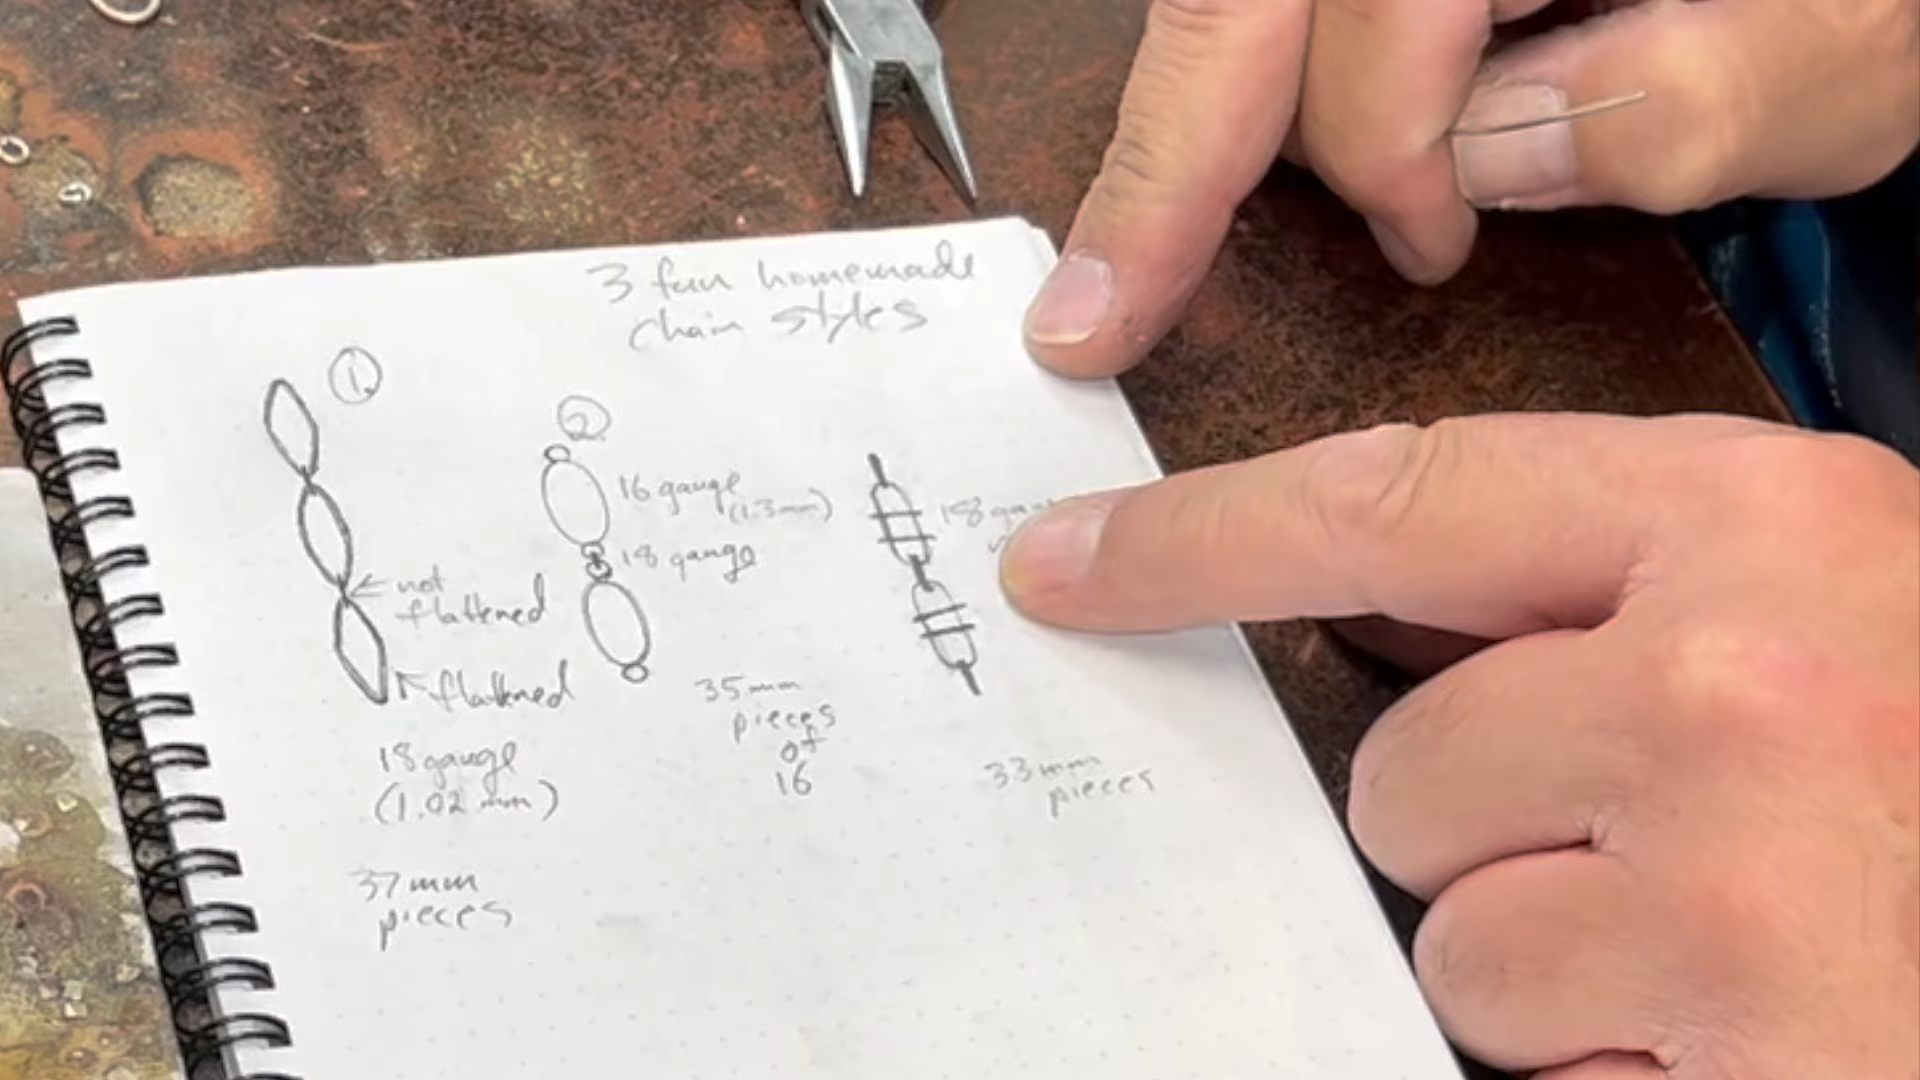 3 fun homemade
chain styles
1.
← not
flattened
↖ flattened
18 gauge
(1.02 mm)
37mm
pieces
2.
16 gauge
(1.3mm)
18 gauge
35mm
pieces
of
16
18
33mm
pieces